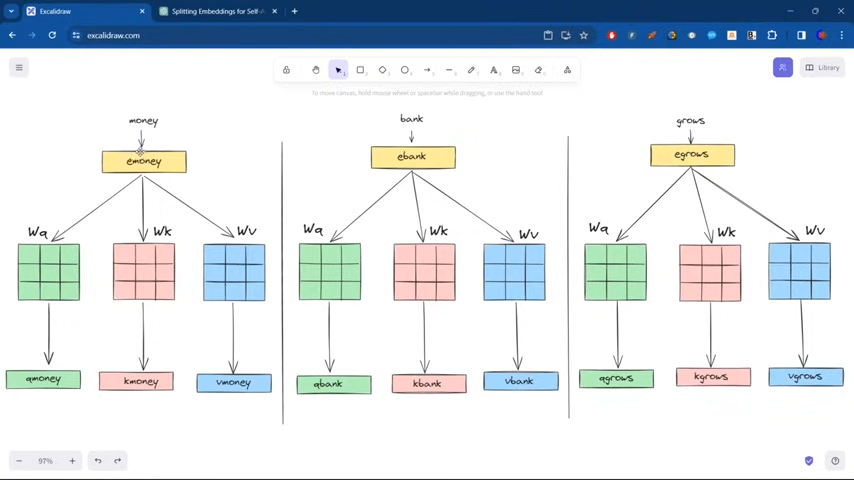 Excalidraw
Splitting Embeddings for Self-A
excalidraw.com
Library
To move canvas, hold mouse wheel or spacebar while dragging, or use the hand tool
money
bank
grows
emoney
ebank
egrows
Wq
Wk
Wv
Wq
Wk
Wv
Wq
Wk
Wv
qmoney
kmoney
vmoney
qbank
kbank
vbank
qgrows
kgrows
vgrows
97%